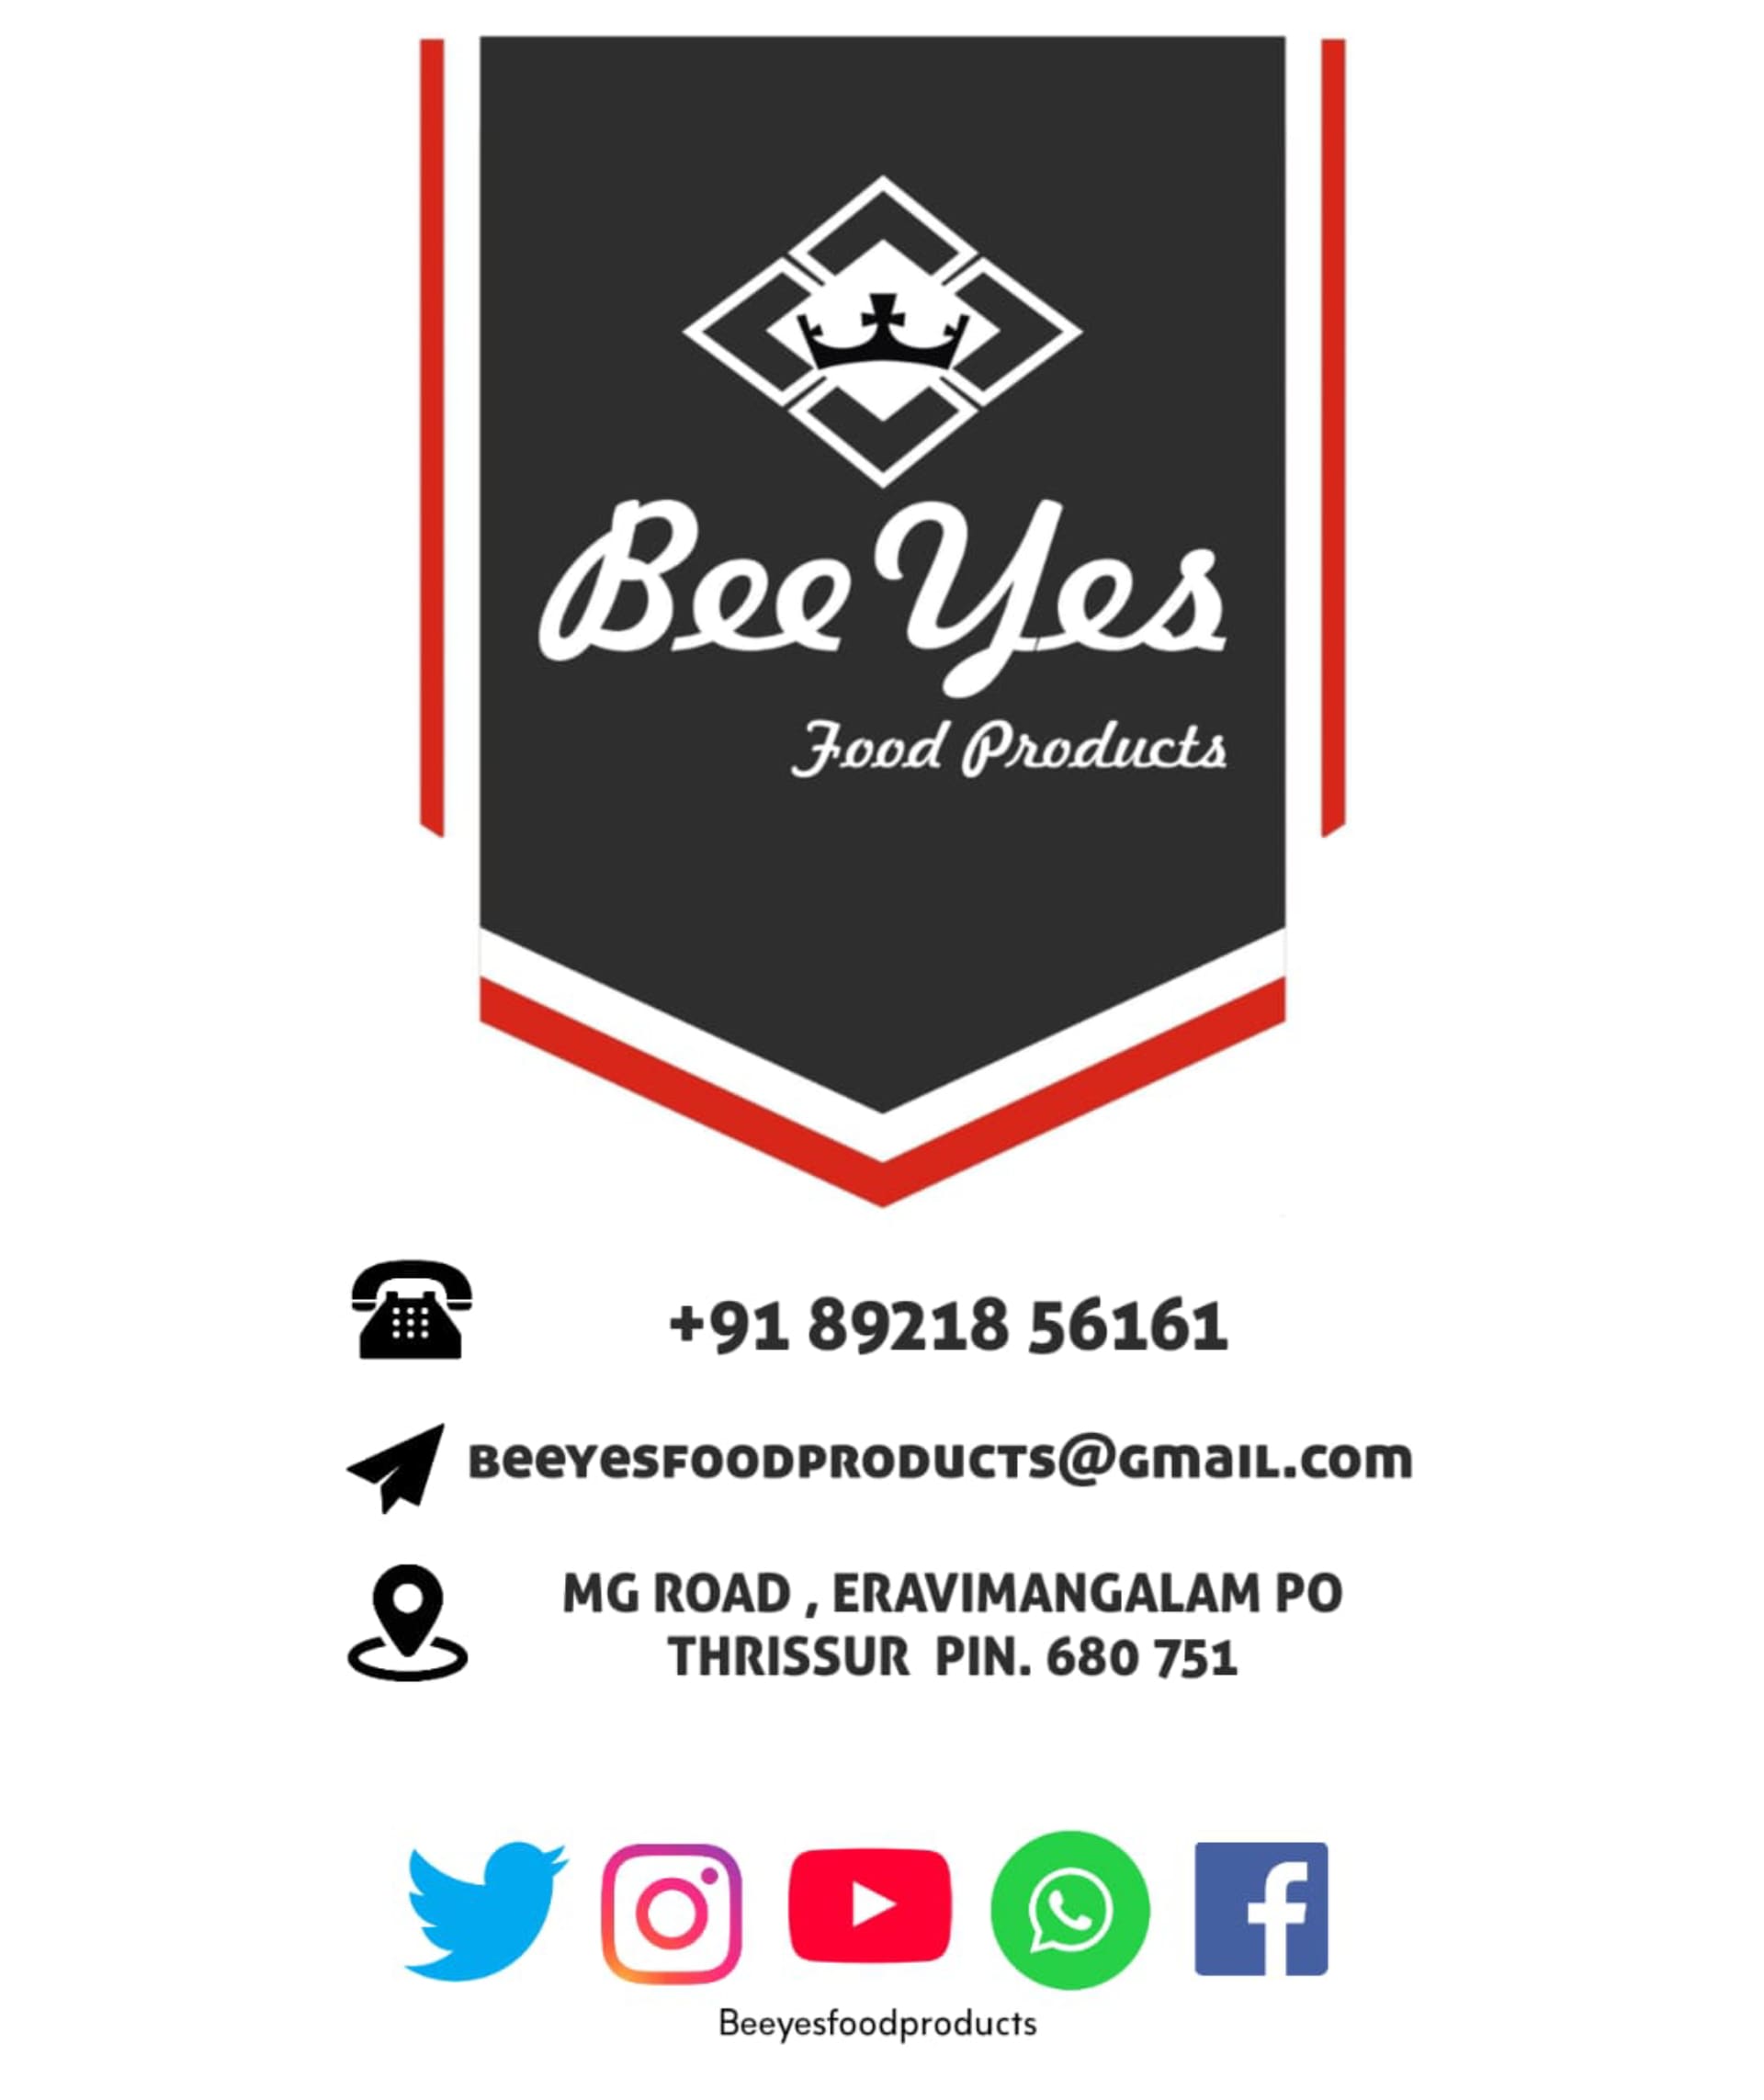 BeeYes
Food Products
+91 89218 56161
Beeyesfoodproducts@gmail.com
MG ROAD , ERAVIMANGALAM PO
THRISSUR PIN. 680 751
Beeyesfoodproducts